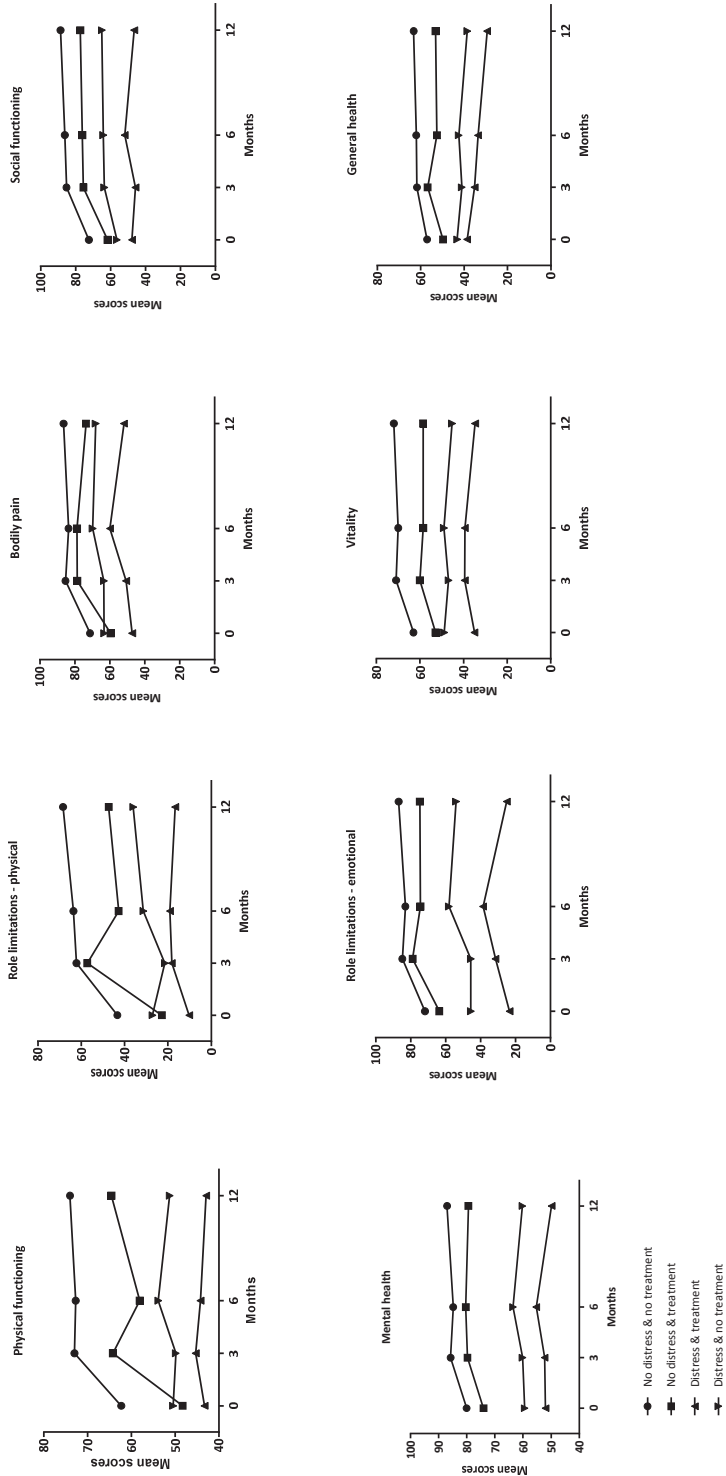 Physical functioning
Mean scores
80
70
60
50
40
0
3
6
12
Months
Role limitations - physical
Mean scores
80
60
40
20
0
0
3
6
12
Months
Bodily pain
Mean scores
100
80
60
40
20
0
0
3
6
12
Months
Social functioning
Mean scores
100
80
60
40
20
0
0
3
6
12
Months
Mental health
Mean scores
100
90
80
70
60
50
40
0
3
6
12
Months
Role limitations - emotional
Mean scores
100
80
60
40
20
0
0
3
6
12
Months
Vitality
Mean scores
80
60
40
20
0
0
3
6
12
Months
General health
Mean scores
80
60
40
20
0
0
3
6
12
Months
No distress & no treatment
No distress & treatment
Distress & treatment
Distress & no treatment